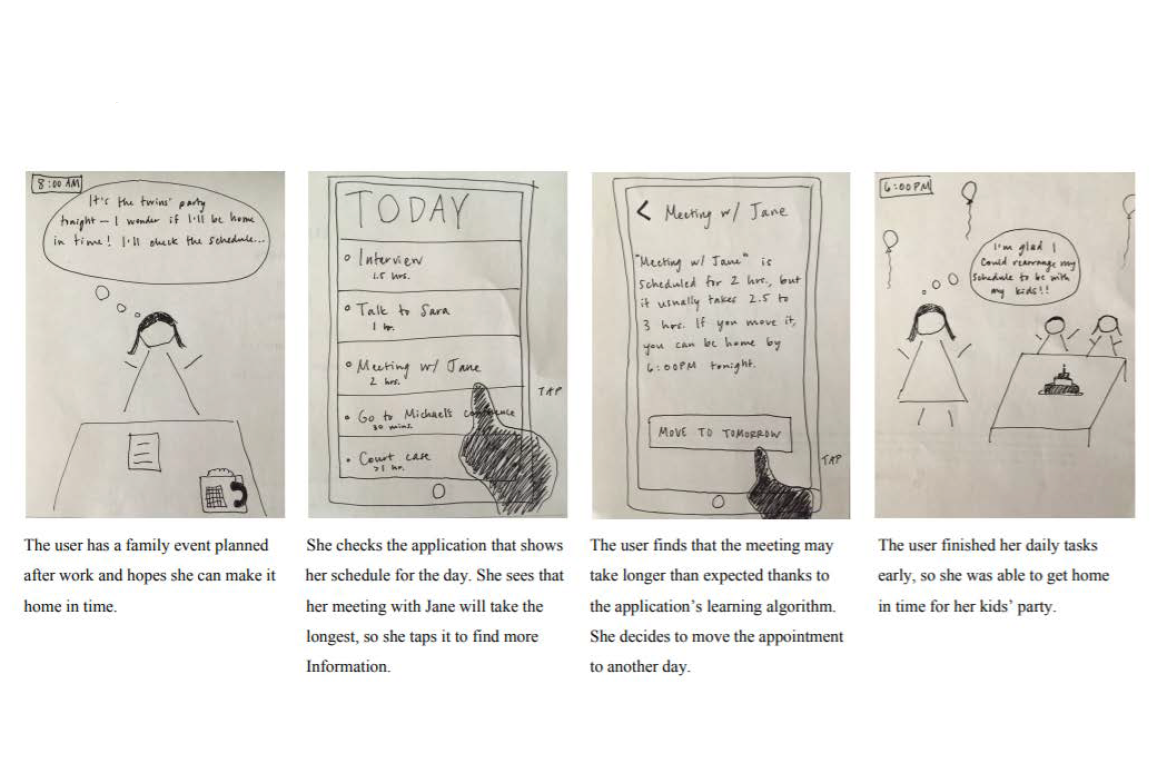 8:00 AM
It's the twins' party
tonight – I wonder if I'll be home
in time! I'll check the schedule...
TODAY
Interview
1.5 hrs.
Talk to Sara
1 hr.
Meeting w/ Jane
2 hrs.
Go to Michael's conference
30 mins
Court case
>1 hr.
TAP
< Meeting w/ Jane
"Meeting w/ Jane" is
scheduled for 2 hrs., but
it usually takes 2.5 to
3 hrs. If you move it,
you can be home by
6:00PM tonight.
MOVE TO TOMORROW
TAP
6:00PM
I'm glad I
could rearrange my
schedule to be with
my kids!!
The user has a family event planned
after work and hopes she can make it
home in time.
She checks the application that shows
her schedule for the day. She sees that
her meeting with Jane will take the
longest, so she taps it to find more
Information.
The user finds that the meeting may
take longer than expected thanks to
the application's learning algorithm.
She decides to move the appointment
to another day.
The user finished her daily tasks
early, so she was able to get home
in time for her kids' party.